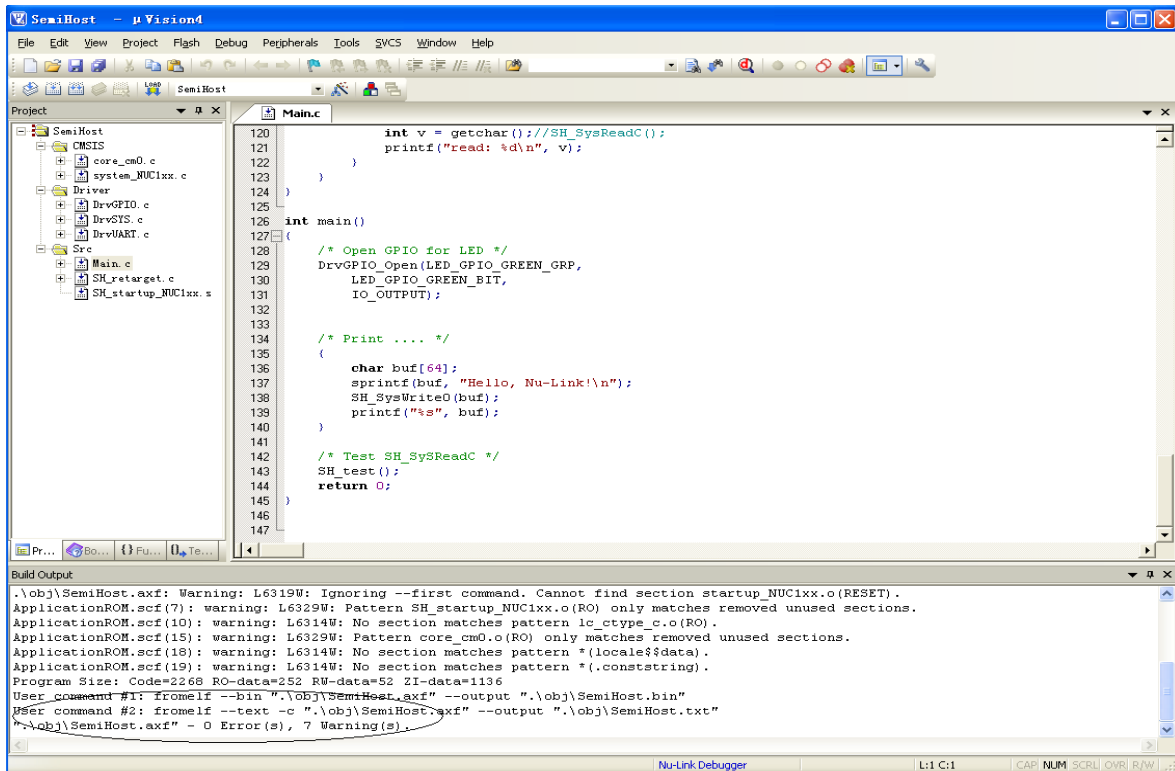 SemiHost - µVision4
File Edit View Project Flash Debug Peripherals Tools SVCS Window Help
LOAD SemiHost
Project
SemiHost
CMSIS
core_cm0.c
system_NUC1xx.c
Driver
DrvGPIO.c
DrvSYS.c
DrvUART.c
Src
Main.c
SH_retarget.c
SH_startup_NUC1xx.s
Pr... Bo... {} Fu... 0 Te...
Main.c
120 int v = getchar();//SH_SysReadC();
121 printf("read: %d\n", v);
122 }
123 }
124 }
125
126 int main()
127 {
128 /* Open GPIO for LED */
129 DrvGPIO_Open(LED_GPIO_GREEN_GRP,
130 LED_GPIO_GREEN_BIT,
131 IO_OUTPUT);
132
133
134 /* Print .... */
135 {
136 char buf[64];
137 sprintf(buf, "Hello, Nu-Link!\n");
138 SH_SysWrite0(buf);
139 printf("%s", buf);
140 }
141
142 /* Test SH_SySReadC */
143 SH_test();
144 return 0;
145 }
146
147
Build Output
.\obj\SemiHost.axf: Warning: L6319W: Ignoring --first command. Cannot find section startup_NUC1xx.o(RESET).
ApplicationROM.scf(7): warning: L6329W: Pattern SH_startup_NUC1xx.o(RO) only matches removed unused sections.
ApplicationROM.scf(10): warning: L6314W: No section matches pattern lc_ctype_c.o(RO).
ApplicationROM.scf(15): warning: L6329W: Pattern core_cm0.o(RO) only matches removed unused sections.
ApplicationROM.scf(18): warning: L6314W: No section matches pattern *(locale$$data).
ApplicationROM.scf(19): warning: L6314W: No section matches pattern *(.conststring).
Program Size: Code=2268 RO-data=252 RW-data=52 ZI-data=1136
User command #1: fromelf --bin ".\obj\SemiHost.axf" --output ".\obj\SemiHost.bin"
User command #2: fromelf --text -c ".\obj\SemiHost.axf" --output ".\obj\SemiHost.txt"
".\obj\SemiHost.axf" - 0 Error(s), 7 Warning(s).
Nu-Link Debugger L:1 C:1 CAP NUM SCRL OVR R/W